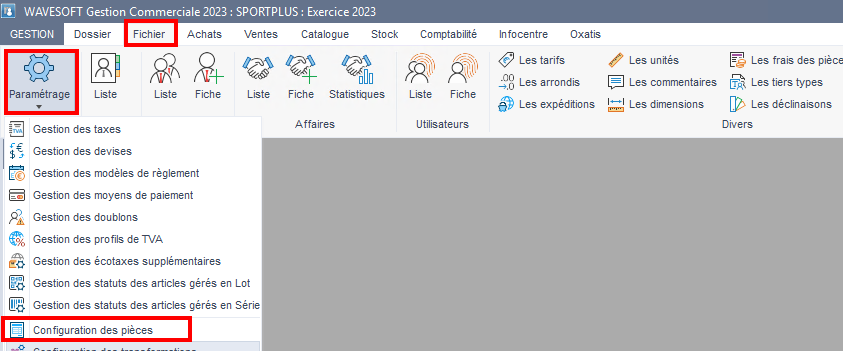 WAVESOFT Gestion Commerciale 2023 : SPORTPLUS : Exercice 2023
GESTION Dossier Fichier Achats Ventes Catalogue Stock Comptabilité Infocentre Oxatis
Paramétrage Liste Liste Fiche Liste Fiche Statistiques Liste Fiche
Les tarifs Les unités Les frais des pièce
Les arrondis Les commentaires Les tiers types
Les expéditions Les dimensions Les déclinaisons
Affaires Utilisateurs Divers
TVA Gestion des taxes
Gestion des devises
Gestion des modèles de règlement
Gestion des moyens de paiement
Gestion des doublons
Gestion des profils de TVA
Gestion des écotaxes supplémentaires
Gestion des statuts des articles gérés en Lot
Gestion des statuts des articles gérés en Série
Configuration des pièces
Configuration des transformations